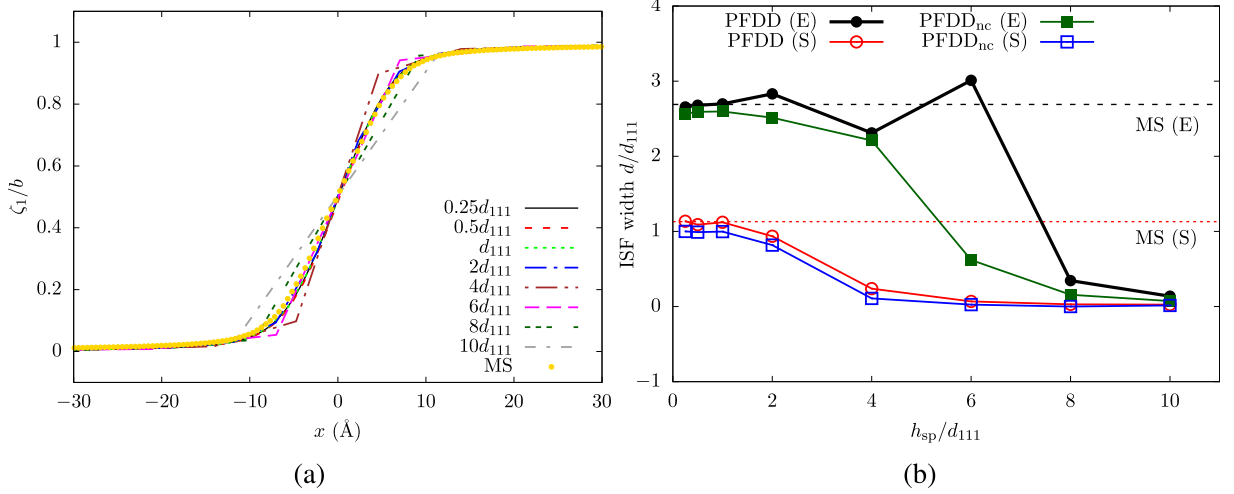 1
0.8
0.6
0.4
0.2
0
ζ₁/b
−30
−20
−10
0
10
20
30
x (Å)
0.25d₁₁₁
0.5d₁₁₁
d₁₁₁
2d₁₁₁
4d₁₁₁
6d₁₁₁
8d₁₁₁
10d₁₁₁
MS
(a)
PFDD (E)
PFDD (S)
PFDDnc (E)
PFDDnc (S)
4
3
2
1
0
−1
ISF width d/d₁₁₁
MS (E)
MS (S)
0
2
4
6
8
10
hsp/d₁₁₁
(b)